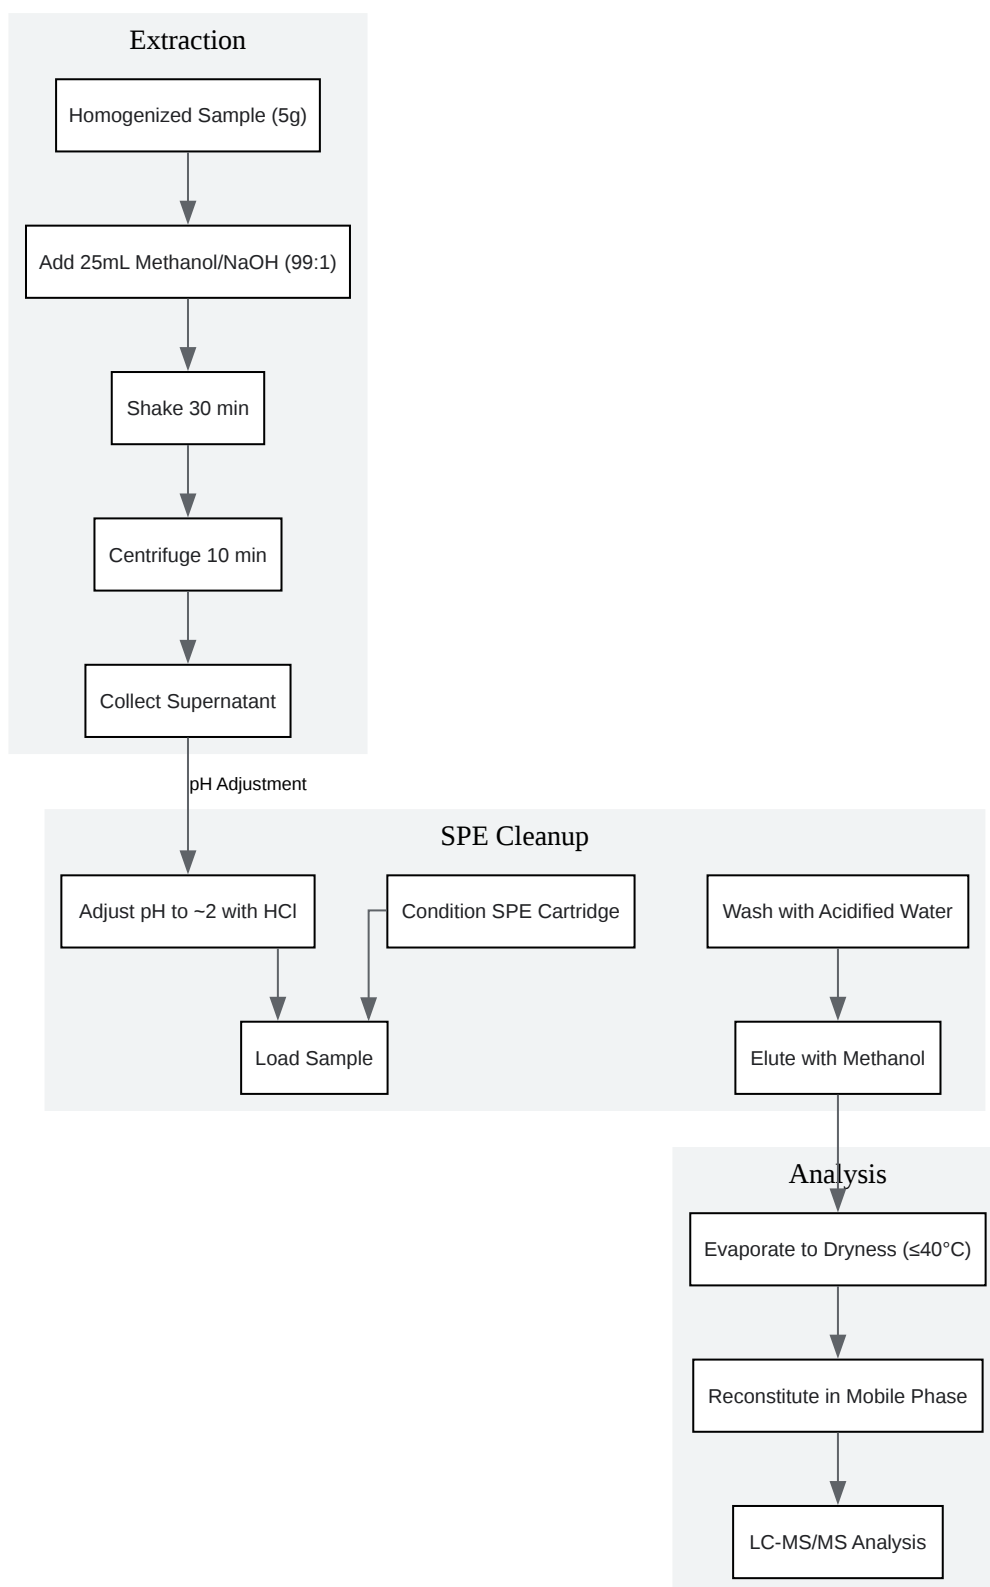 Extraction
Homogenized Sample (5g)
Add 25mL Methanol/NaOH (99:1)
Shake 30 min
Centrifuge 10 min
Collect Supernatant
pH Adjustment
SPE Cleanup
Adjust pH to ~2 with HCl
Condition SPE Cartridge
Wash with Acidified Water
Load Sample
Elute with Methanol
Analysis
Evaporate to Dryness (≤40°C)
Reconstitute in Mobile Phase
LC-MS/MS Analysis